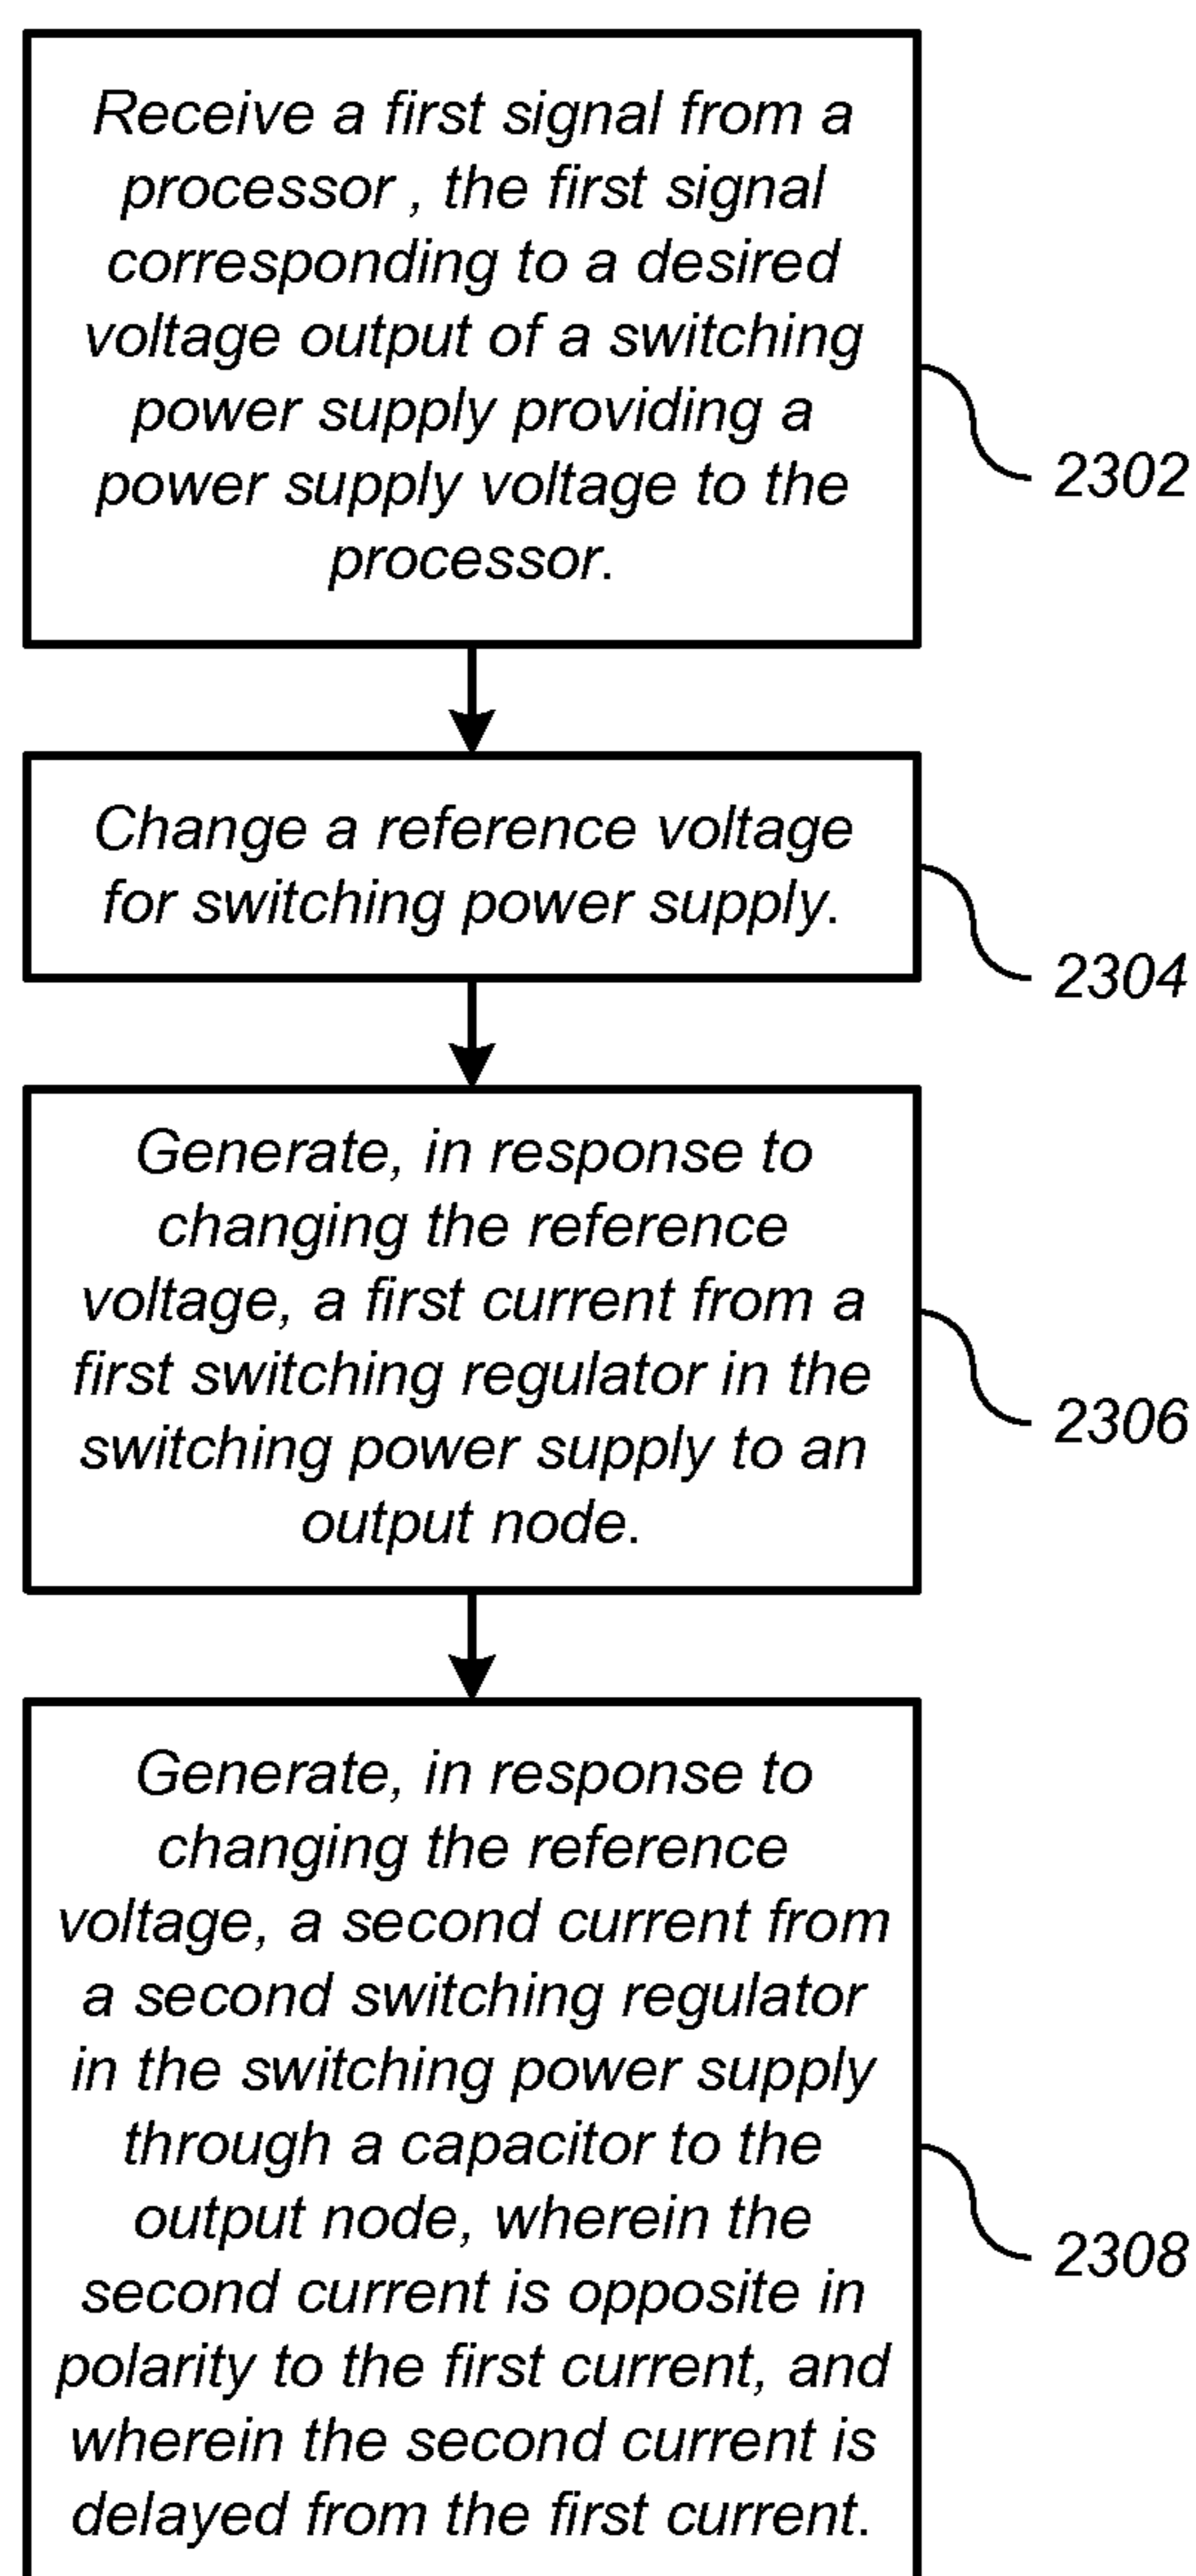 Receive a first signal from a
processor , the first signal
corresponding to a desired
voltage output of a switching
power supply providing a
power supply voltage to the
processor.
2302
Change a reference voltage
for switching power supply.
2304
Generate, in response to
changing the reference
voltage, a first current from a
first switching regulator in the
switching power supply to an
output node.
2306
Generate, in response to
changing the reference
voltage, a second current from
a second switching regulator
in the switching power supply
through a capacitor to the
output node, wherein the
second current is opposite in
polarity to the first current, and
wherein the second current is
delayed from the first current.
2308